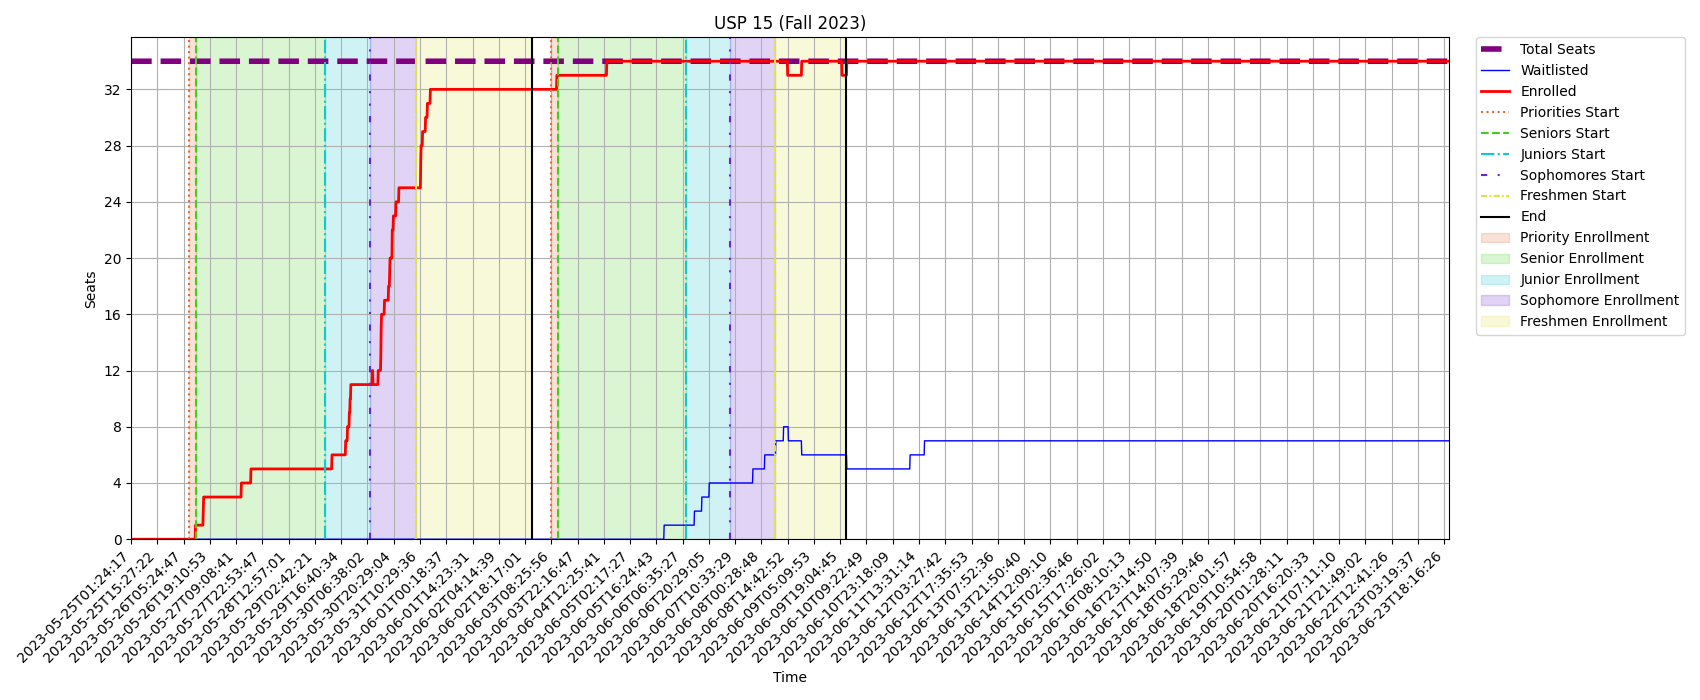 USP 15 (Fall 2023)
Total Seats
Waitlisted
Enrolled
Priorities Start
Seniors Start
Juniors Start
Sophomores Start
Freshmen Start
End
Priority Enrollment
Senior Enrollment
Junior Enrollment
Sophomore Enrollment
Freshmen Enrollment
Seats
32
28
24
20
16
12
8
4
0
2023-05-25T01:24:17
2023-05-25T15:27:22
2023-05-26T05:24:47
2023-05-26T19:10:53
2023-05-27T09:08:41
2023-05-27T22:53:47
2023-05-28T12:57:01
2023-05-29T02:42:21
2023-05-29T16:40:34
2023-05-30T06:38:02
2023-05-30T20:29:04
2023-05-31T10:29:36
2023-06-01T00:18:37
2023-06-01T14:23:31
2023-06-02T04:14:39
2023-06-02T18:17:01
2023-06-03T08:25:56
2023-06-03T22:16:47
2023-06-04T12:25:41
2023-06-05T02:17:27
2023-06-05T16:24:43
2023-06-06T06:35:27
2023-06-06T20:29:05
2023-06-07T10:33:29
2023-06-08T00:28:48
2023-06-08T14:42:52
2023-06-09T05:09:53
2023-06-09T19:04:45
2023-06-10T09:22:49
2023-06-10T23:18:09
2023-06-11T13:31:14
2023-06-12T03:27:42
2023-06-12T17:35:53
2023-06-13T07:52:36
2023-06-13T21:50:40
2023-06-14T12:09:10
2023-06-15T02:36:46
2023-06-15T17:26:02
2023-06-16T08:10:13
2023-06-16T23:14:50
2023-06-17T14:07:39
2023-06-18T05:29:46
2023-06-18T20:01:57
2023-06-19T10:54:58
2023-06-20T01:28:11
2023-06-20T16:20:33
2023-06-21T07:11:10
2023-06-21T21:49:02
2023-06-22T12:41:26
2023-06-23T03:19:37
2023-06-23T18:16:26
Time